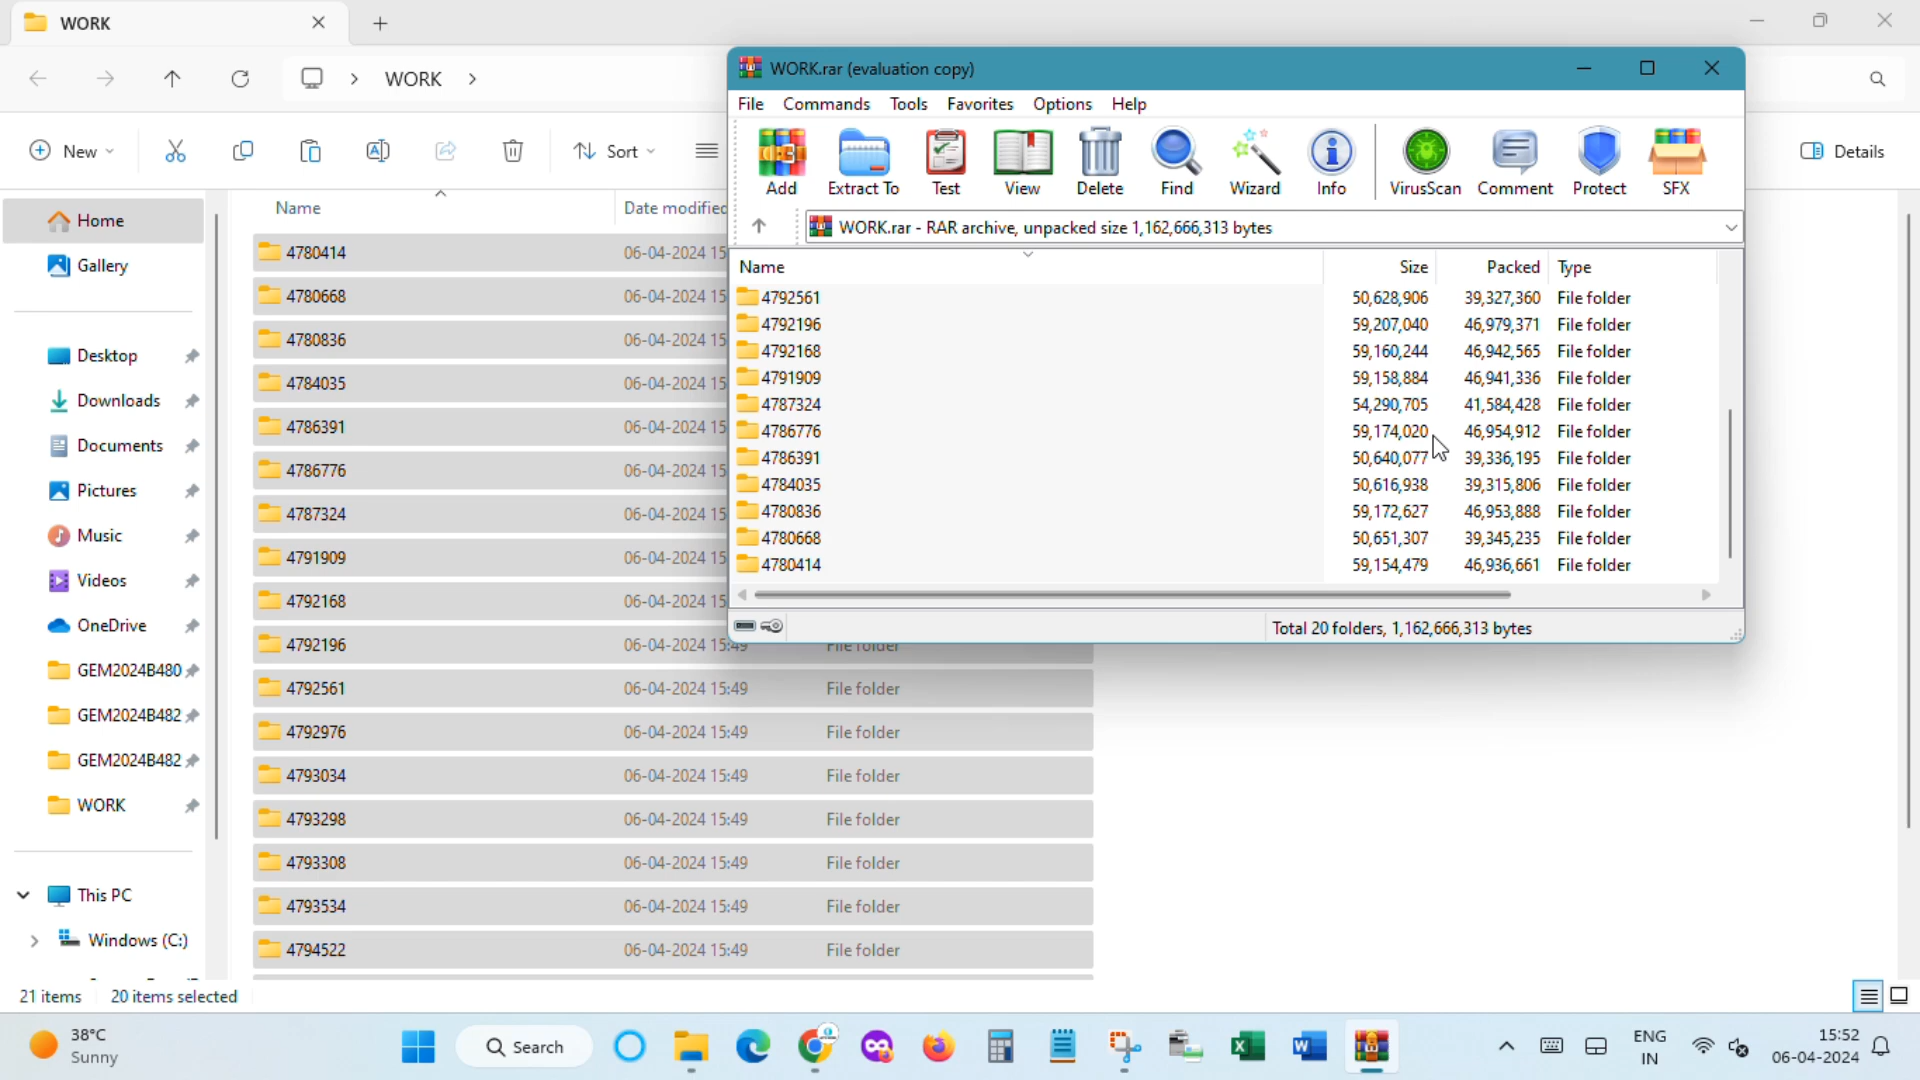 WORK
WORK
New
Sort
Details
Home
Gallery
Desktop
Downloads
Documents
Pictures
Music
Videos
OneDrive
GEM2024B480
GEM2024B482
GEM2024B482
WORK
This PC
Windows (C:)
Name Date modified
4780414 06-04-2024 15
4780668 06-04-2024 15
4780836 06-04-2024 15
4784035 06-04-2024 15
4786391 06-04-2024 15
4786776 06-04-2024 15
4787324 06-04-2024 15
4791909 06-04-2024 15
4792168 06-04-2024 15
4792196 06-04-2024 15:49 File folder
4792561 06-04-2024 15:49 File folder
4792976 06-04-2024 15:49 File folder
4793034 06-04-2024 15:49 File folder
4793298 06-04-2024 15:49 File folder
4793308 06-04-2024 15:49 File folder
4793534 06-04-2024 15:49 File folder
4794522 06-04-2024 15:49 File folder
21 items 20 items selected
WORK.rar (evaluation copy)
File Commands Tools Favorites Options Help
Add Extract To Test View Delete Find Wizard Info VirusScan Comment Protect SFX
WORK.rar - RAR archive, unpacked size 1,162,666,313 bytes
Name Size Packed Type
4792561 50,628,906 39,327,360 File folder
4792196 59,207,040 46,979,371 File folder
4792168 59,160,244 46,942,565 File folder
4791909 59,158,884 46,941,336 File folder
4787324 54,290,705 41,584,428 File folder
4786776 59,174,020 46,954,912 File folder
4786391 50,640,077 39,336,195 File folder
4784035 50,616,938 39,315,806 File folder
4780836 59,172,627 46,953,888 File folder
4780668 50,651,307 39,345,235 File folder
4780414 59,154,479 46,936,661 File folder
Total 20 folders, 1,162,666,313 bytes
38°C
Sunny
Search
ENG
IN
15:52
06-04-2024